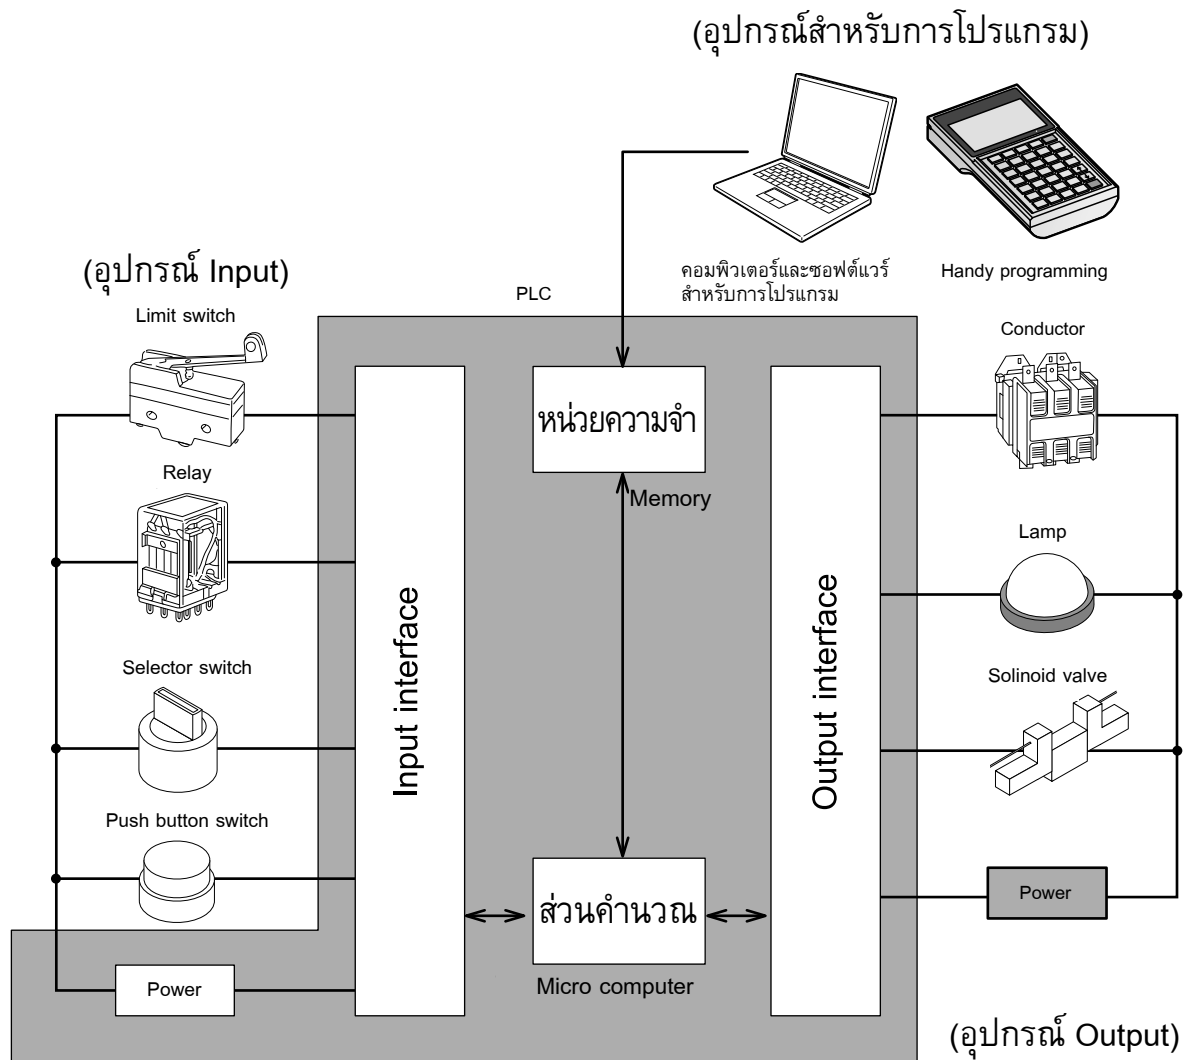 (อุปกรณ์สำหรับการโปรแกรม)
คอมพิวเตอร์และซอฟต์แวร์
สำหรับการโปรแกรม
Handy programming
(อุปกรณ์ Input)
PLC
Limit switch
Relay
Selector switch
Push button switch
Power
Input interface
หน่วยความจำ
Memory
ส่วนคำนวณ
Micro computer
Output interface
Conductor
Lamp
Solinoid valve
Power
(อุปกรณ์ Output)